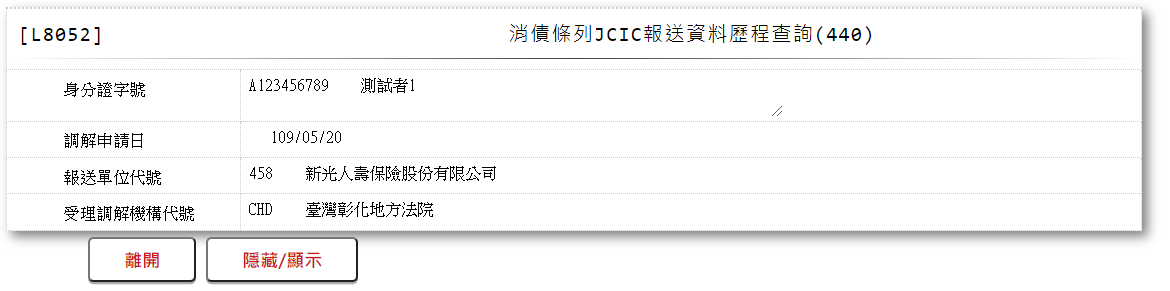 [L8052] 消債條列JCIC報送資料歷程查詢(440)
身分證字號 A123456789 測試者1
調解申請日 109/05/20
報送單位代號 458 新光人壽保險股份有限公司
受理調解機構代號 CHD 臺灣彰化地方法院
離開 隱藏/顯示